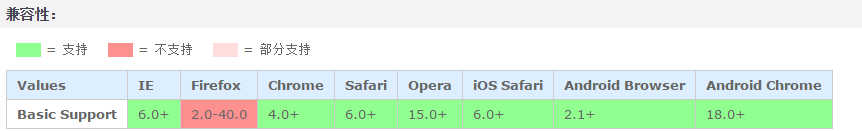 兼容性：
= 支持 = 不支持 = 部分支持
Values IE Firefox Chrome Safari Opera iOS Safari Android Browser Android Chrome
Basic Support 6.0+ 2.0-40.0 4.0+ 6.0+ 15.0+ 6.0+ 2.1+ 18.0+